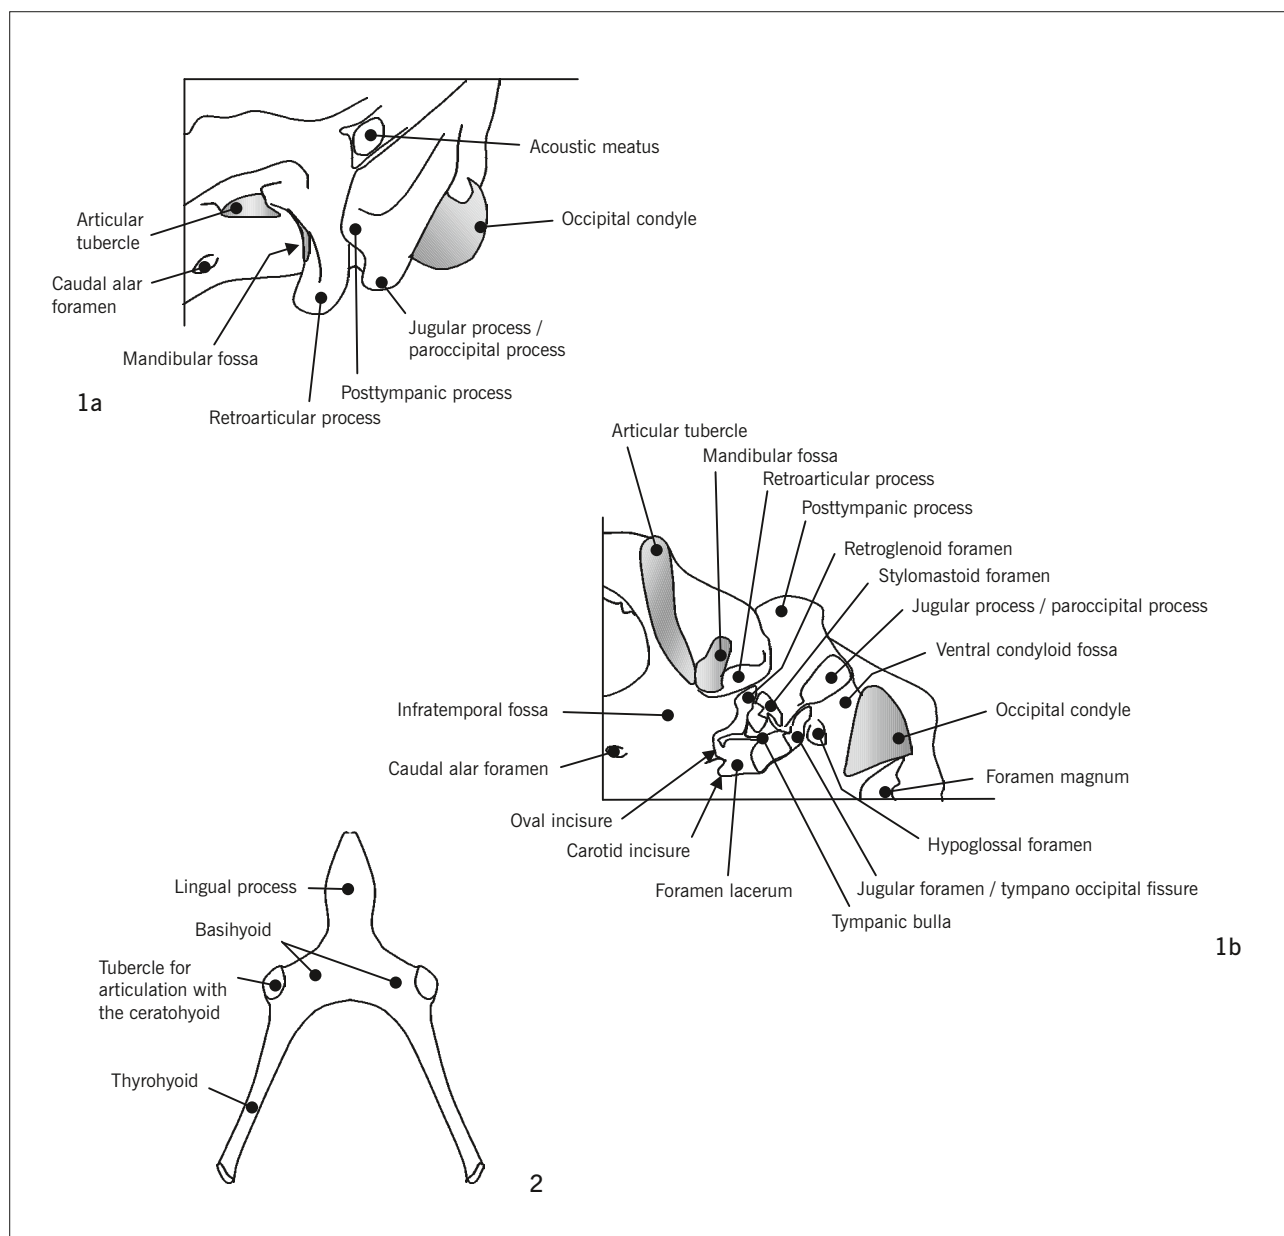 Acoustic meatus
Articular
tubercle
Occipital condyle
Caudal alar
foramen
Mandibular fossa
Jugular process /
paroccipital process
Posttympanic process
Retroarticular process
1a
Articular tubercle
Mandibular fossa
Retroarticular process
Posttympanic process
Retroglenoid foramen
Stylomastoid foramen
Jugular process / paroccipital process
Ventral condyloid fossa
Infratemporal fossa
Occipital condyle
Caudal alar foramen
Foramen magnum
Oval incisure
Carotid incisure
Hypoglossal foramen
Foramen lacerum
Jugular foramen / tympano occipital fissure
Tympanic bulla
1b
Lingual process
Basihyoid
Tubercle for
articulation with
the ceratohyoid
Thyrohyoid
2